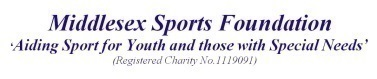 Middlesex Sports Foundation
‘Aiding Sport for Youth and those with Special Needs’
(Registered Charity No.1119091)